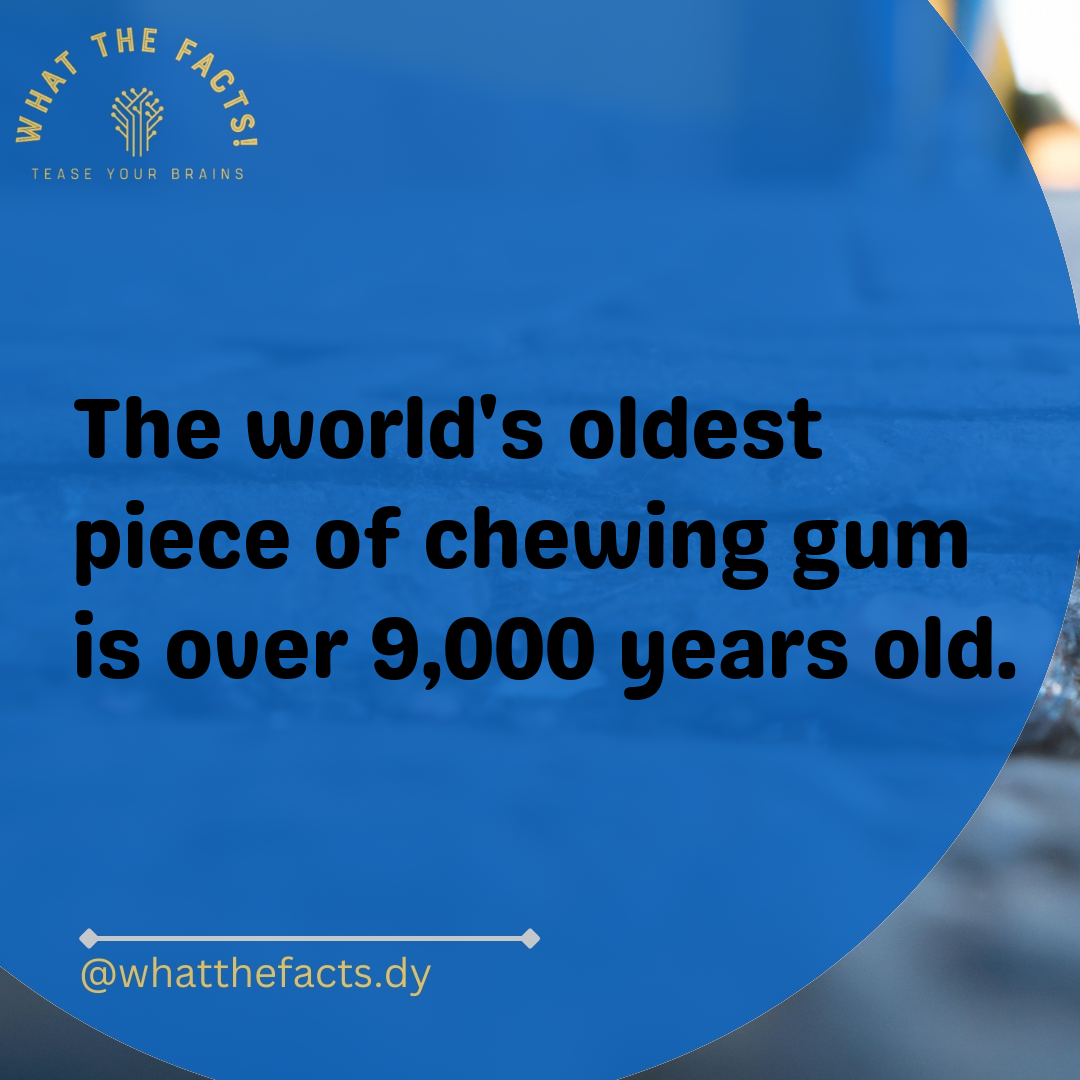 WHAT THE FACTS!
TEASE YOUR BRAINS
The world's oldest
piece of chewing gum
is over 9,000 years old.
@whatthefacts.dy